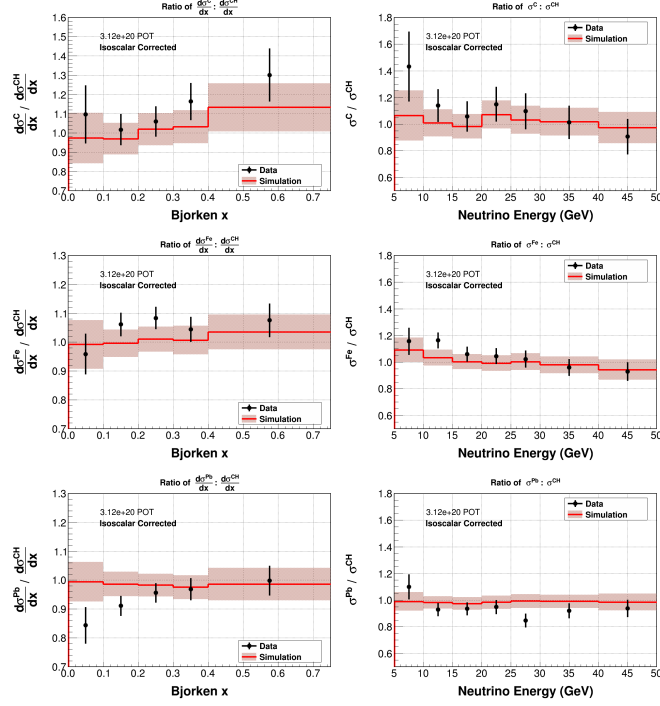 Ratio of dσ^C/dx : dσ^CH/dx
1.6
1.5
1.4
1.3
1.2
1.1
1.0
0.9
0.8
0.7
dσ^C/dx / dσ^CH/dx
3.12e+20 POT
Isoscalar Corrected
Data
Simulation
0.0 0.1 0.2 0.3 0.4 0.5 0.6 0.7
Bjorken x
Ratio of σ^C : σ^CH
2.0
1.8
1.6
1.4
1.2
1.0
0.8
0.6
σ^C / σ^CH
3.12e+20 POT
Isoscalar Corrected
Data
Simulation
5 10 15 20 25 30 35 40 45 50
Neutrino Energy (GeV)
Ratio of dσ^Fe/dx : dσ^CH/dx
1.3
1.2
1.1
1.0
0.9
0.8
0.7
dσ^Fe/dx / dσ^CH/dx
3.12e+20 POT
Isoscalar Corrected
Data
Simulation
0.0 0.1 0.2 0.3 0.4 0.5 0.6 0.7
Bjorken x
Ratio of σ^Fe : σ^CH
1.8
1.6
1.4
1.2
1.0
0.8
0.6
σ^Fe / σ^CH
3.12e+20 POT
Isoscalar Corrected
Data
Simulation
5 10 15 20 25 30 35 40 45 50
Neutrino Energy (GeV)
Ratio of dσ^Pb/dx : dσ^CH/dx
1.3
1.2
1.1
1.0
0.9
0.8
0.7
dσ^Pb/dx / dσ^CH/dx
3.12e+20 POT
Isoscalar Corrected
Data
Simulation
0.0 0.1 0.2 0.3 0.4 0.5 0.6 0.7
Bjorken x
Ratio of σ^Pb : σ^CH
1.8
1.6
1.4
1.2
1.0
0.8
0.6
σ^Pb / σ^CH
3.12e+20 POT
Isoscalar Corrected
Data
Simulation
5 10 15 20 25 30 35 40 45 50
Neutrino Energy (GeV)